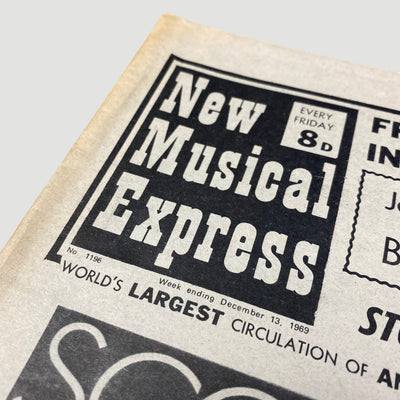 New
Musical
Express
EVERY
FRIDAY
8D
No. 1196
Week ending December 13, 1969
WORLD'S LARGEST CIRCULATION OF